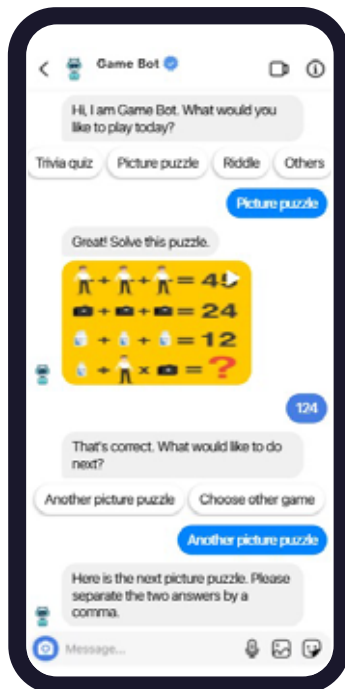 Game Bot
Hi, I am Game Bot. What would you
like to play today?
Trivia quiz Picture puzzle Riddle Others
Picture puzzle
Great! Solve this puzzle.
+ + = 45
+ + = 24
+ + = 12
+ × = ?
124
That's correct. What would like to do
next?
Another picture puzzle Choose other game
Another picture puzzle
Here is the next picture puzzle. Please
separate the two answers by a
comma.
Message...